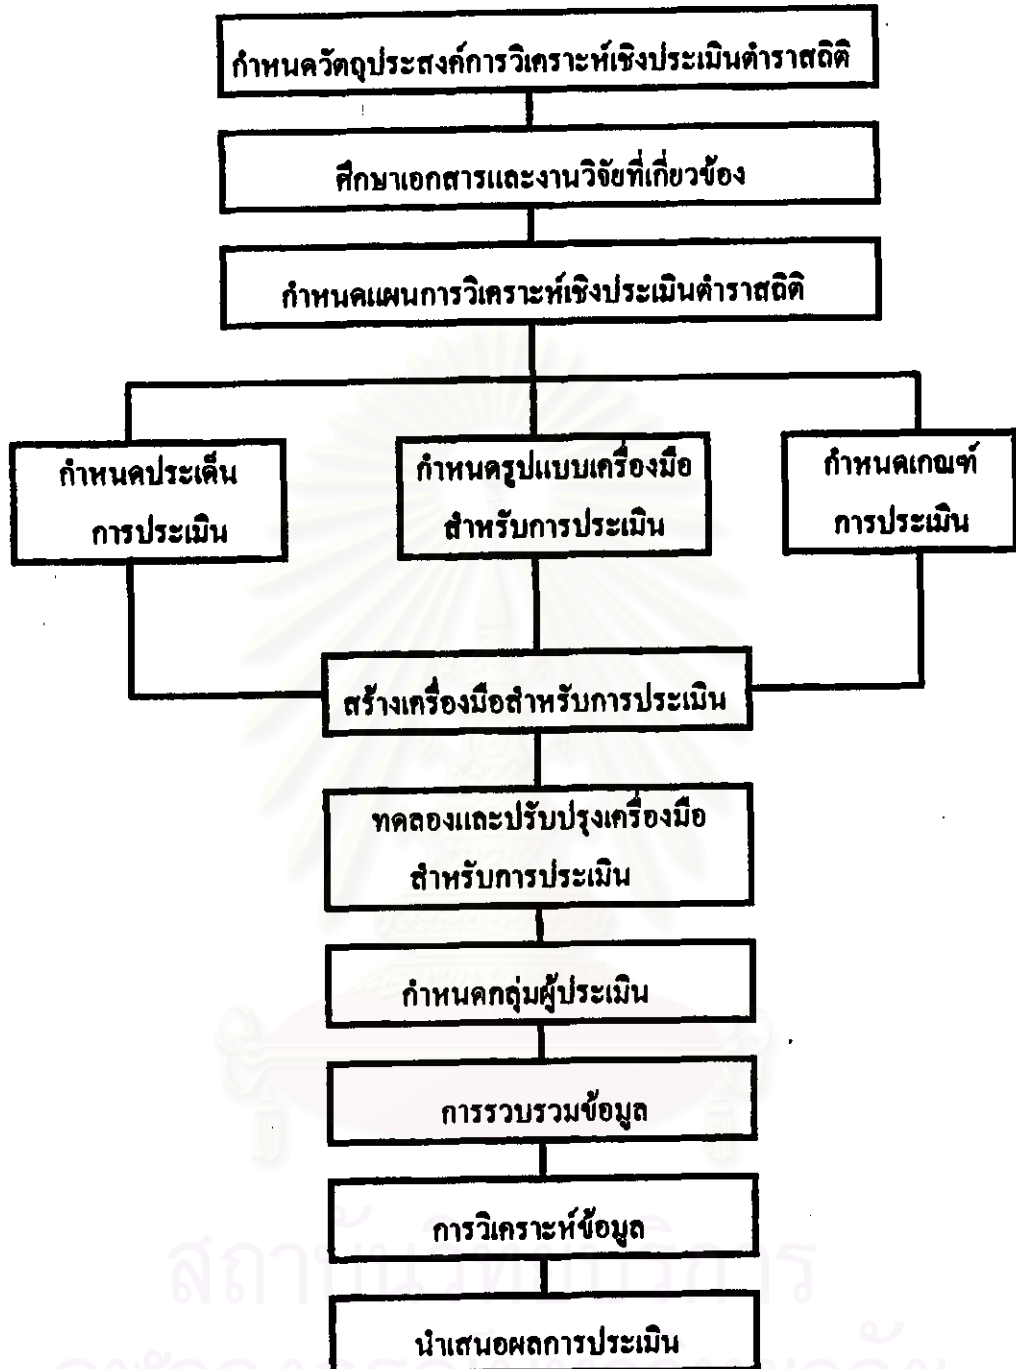 กำหนดวัตถุประสงค์การวิเคราะห์เชิงประเมินตำราสถิติ
ศึกษาเอกสารและงานวิจัยที่เกี่ยวข้อง
กำหนดแผนการวิเคราะห์เชิงประเมินตำราสถิติ
กำหนดประเด็น
การประเมิน
กำหนดรูปแบบเครื่องมือ
สำหรับการประเมิน
กำหนดเกณฑ์
การประเมิน
สร้างเครื่องมือสำหรับการประเมิน
ทดลองและปรับปรุงเครื่องมือ
สำหรับการประเมิน
กำหนดกลุ่มผู้ประเมิน
การรวบรวมข้อมูล
การวิเคราะห์ข้อมูล
สถาบันวิทยบริการ
นำเสนอผลการประเมิน